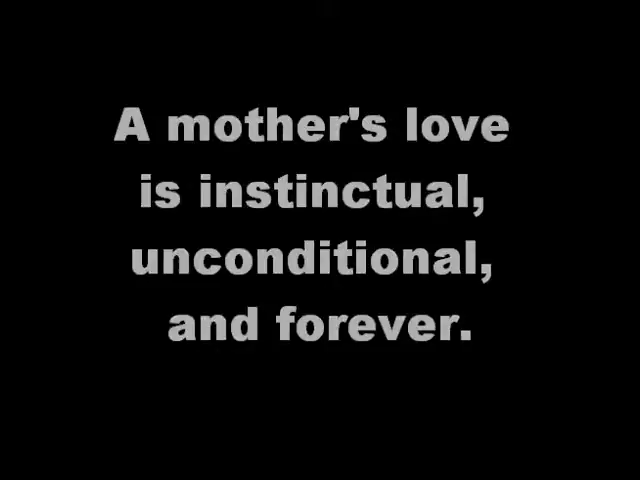 A mother's love
is instinctual,
unconditional,
and forever.